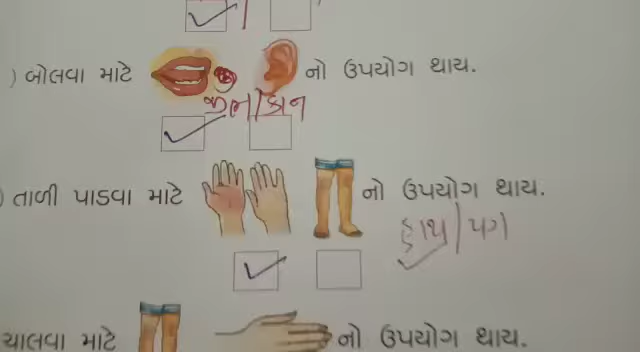 ) બોલવા માટે નો ઉપયોગ થાય.
જીભ/કાન
તાળી પાડવા માટે નો ઉપયોગ થાય.
હાથ/પગ
ચાલવા માટે નો ઉપયોગ થાય.